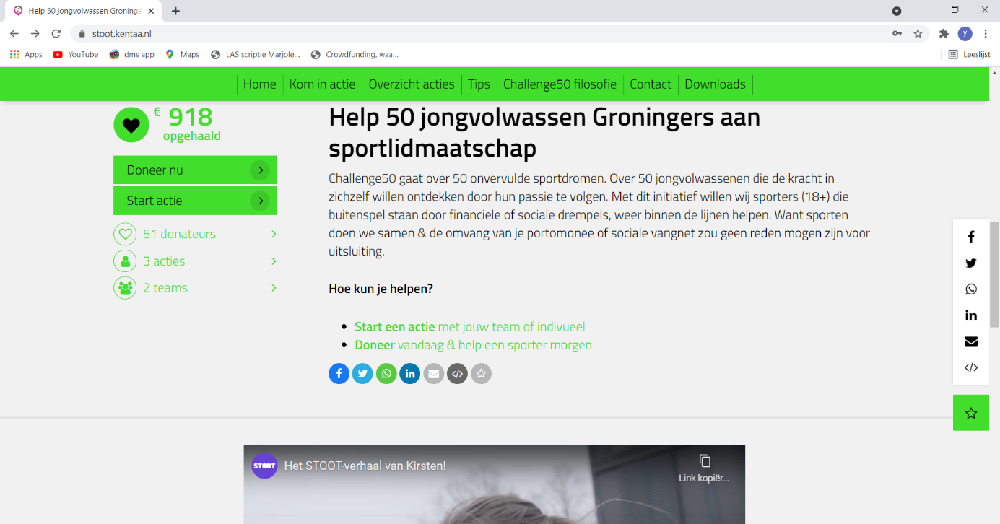 Help 50 jongvolwassen Groninge
stoot.kentaa.nl
y
Apps YouTube dms app Maps LAS scriptie Marjole... Crowdfunding, waa... Leeslijst
Home Kom in actie Overzicht acties Tips Challenge50 filosofie Contact Downloads
€ 918
opgehaald
Doneer nu
Start actie
51 donateurs
3 acties
2 teams
Help 50 jongvolwassen Groningers aan
sportlidmaatschap
Challenge50 gaat over 50 onvervulde sportdromen. Over 50 jongvolwassenen die de kracht in
zichzelf willen ontdekken door hun passie te volgen. Met dit initiatief willen wij sporters (18+) die
buitenspel staan door financiele of sociale drempels, weer binnen de lijnen helpen. Want sporten
doen we samen & de omvang van je portomonee of sociale vangnet zou geen reden mogen zijn voor
uitsluiting.
Hoe kun je helpen?
Start een actie met jouw team of indivueel
Doneer vandaag & help een sporter morgen
STOOT Het STOOT-verhaal van Kirsten!
Link kopiër...